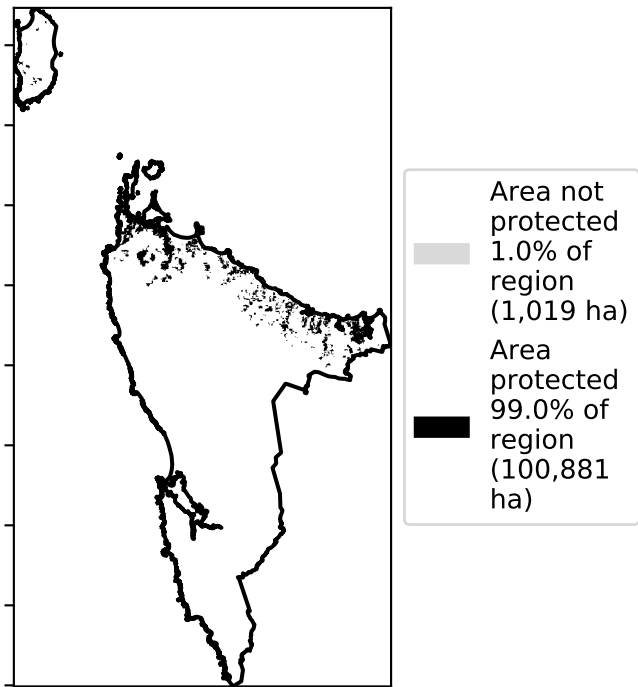 Area not
protected
1.0% of
region
(1,019 ha)
Area
protected
99.0% of
region
(100,881
ha)